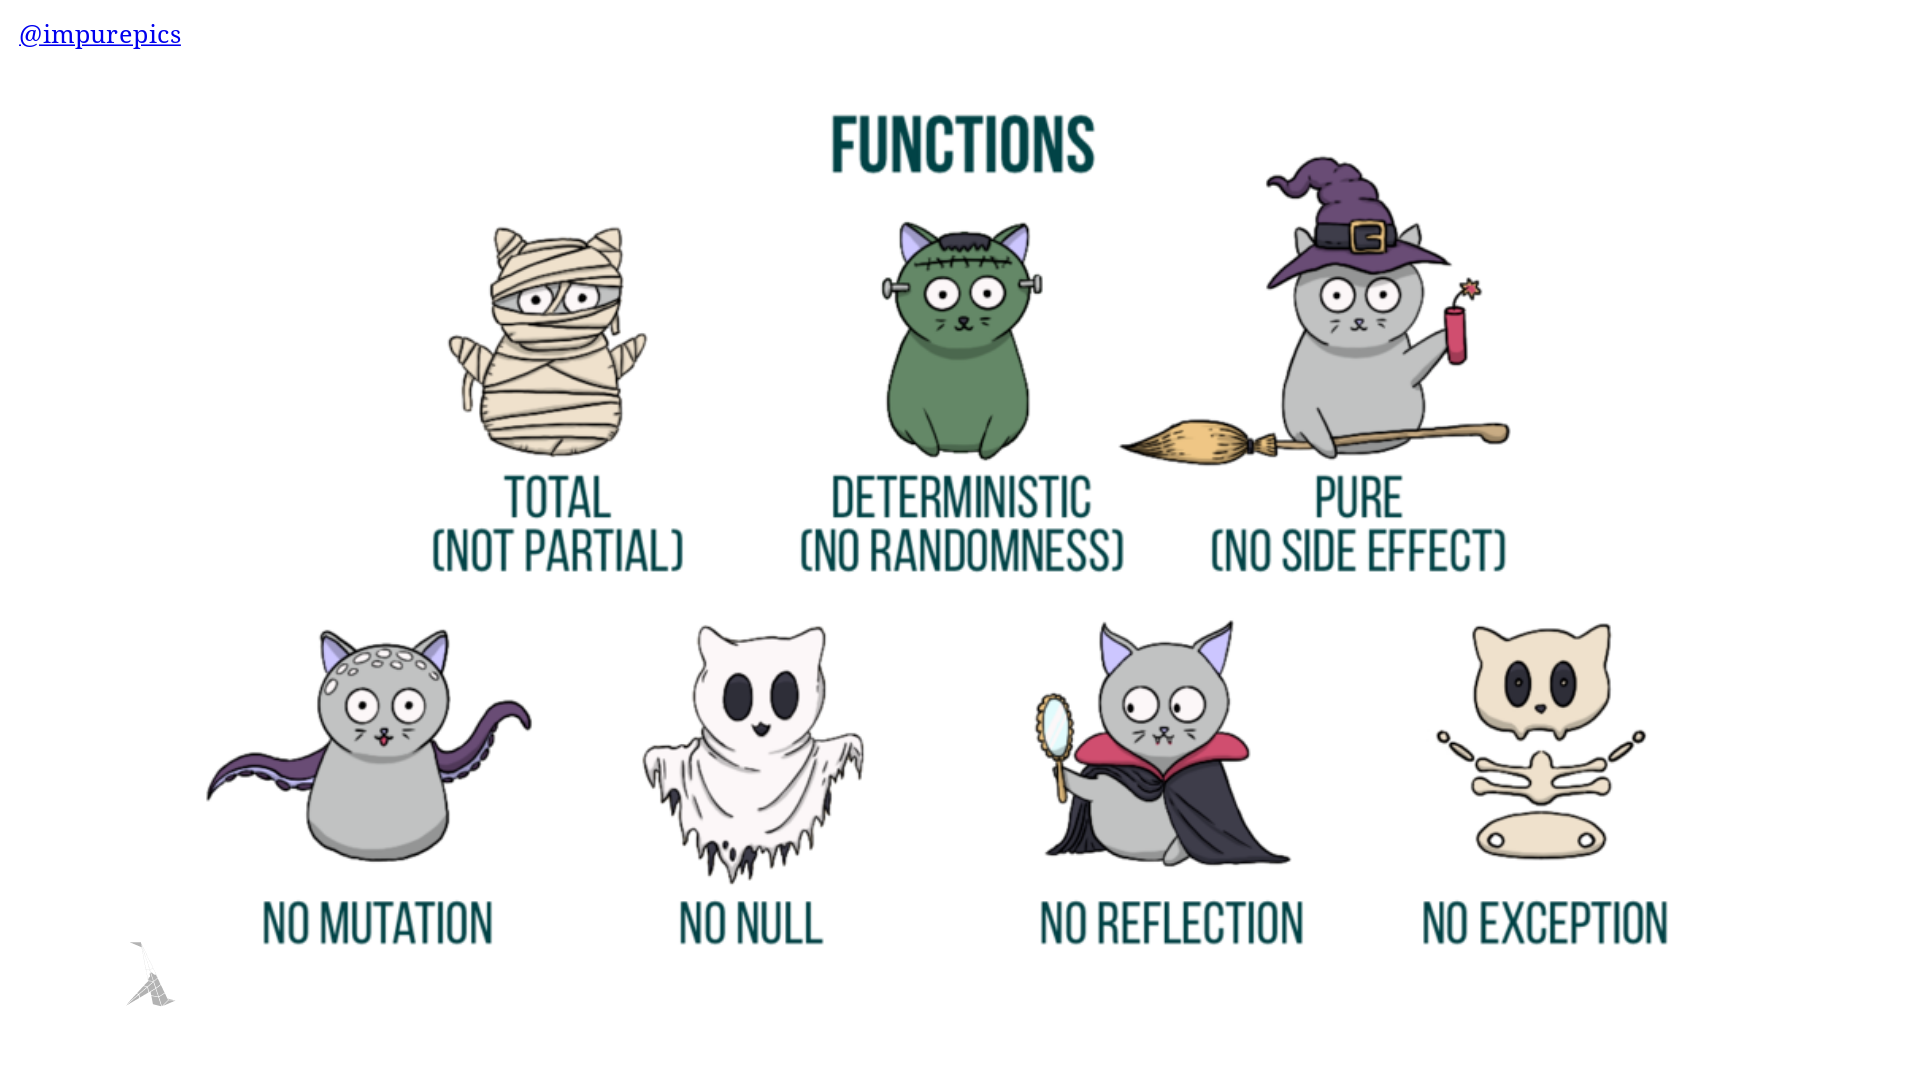 @impurepics
FUNCTIONS
TOTAL
(NOT PARTIAL)
DETERMINISTIC
(NO RANDOMNESS)
PURE
(NO SIDE EFFECT)
NO MUTATION
NO NULL
NO REFLECTION
NO EXCEPTION